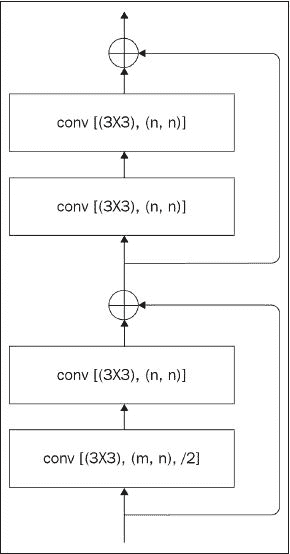 conv [(3X3), (n, n)]
conv [(3X3), (n, n)]
conv [(3X3), (n, n)]
conv [(3X3), (m, n), /2]